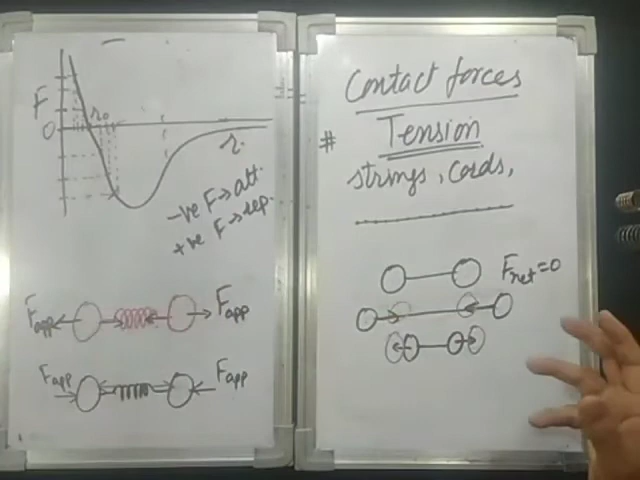 F
r₀
0
r.
-ve F→att.
+ve F→rep.
Fapp
Fapp
Fapp
Fapp
Contact forces
# Tension
strings, Cords,
Fnet=0